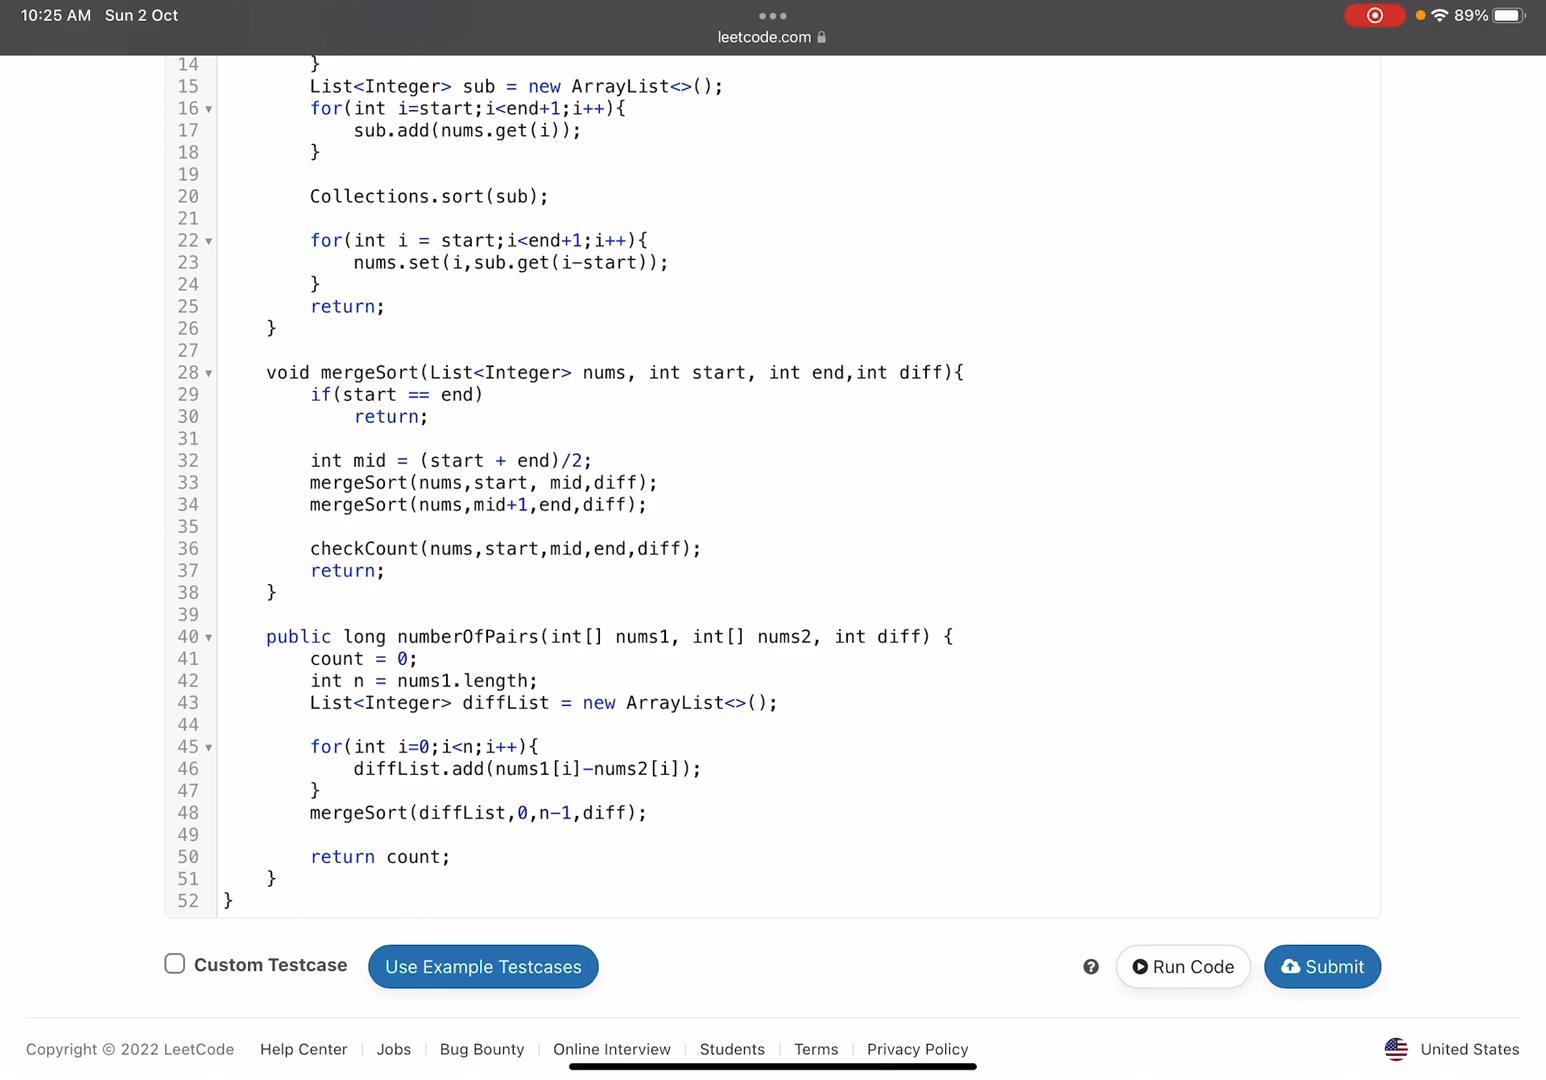 10:25 AM Sun 2 Oct
89%
leetcode.com
14 }
15 List<Integer> sub = new ArrayList<>();
16 for(int i=start;i<end+1;i++){
17 sub.add(nums.get(i));
18 }
19
20 Collections.sort(sub);
21
22 for(int i = start;i<end+1;i++){
23 nums.set(i,sub.get(i-start));
24 }
25 return;
26 }
27
28 void mergeSort(List<Integer> nums, int start, int end,int diff){
29 if(start == end)
30 return;
31
32 int mid = (start + end)/2;
33 mergeSort(nums,start, mid,diff);
34 mergeSort(nums,mid+1,end,diff);
35
36 checkCount(nums,start,mid,end,diff);
37 return;
38 }
39
40 public long numberOfPairs(int[] nums1, int[] nums2, int diff) {
41 count = 0;
42 int n = nums1.length;
43 List<Integer> diffList = new ArrayList<>();
44
45 for(int i=0;i<n;i++){
46 diffList.add(nums1[i]-nums2[i]);
47 }
48 mergeSort(diffList,0,n-1,diff);
49
50 return count;
51 }
52 }
Custom Testcase Use Example Testcases ? Run Code Submit
Copyright © 2022 LeetCode Help Center | Jobs | Bug Bounty | Online Interview | Students | Terms | Privacy Policy United States